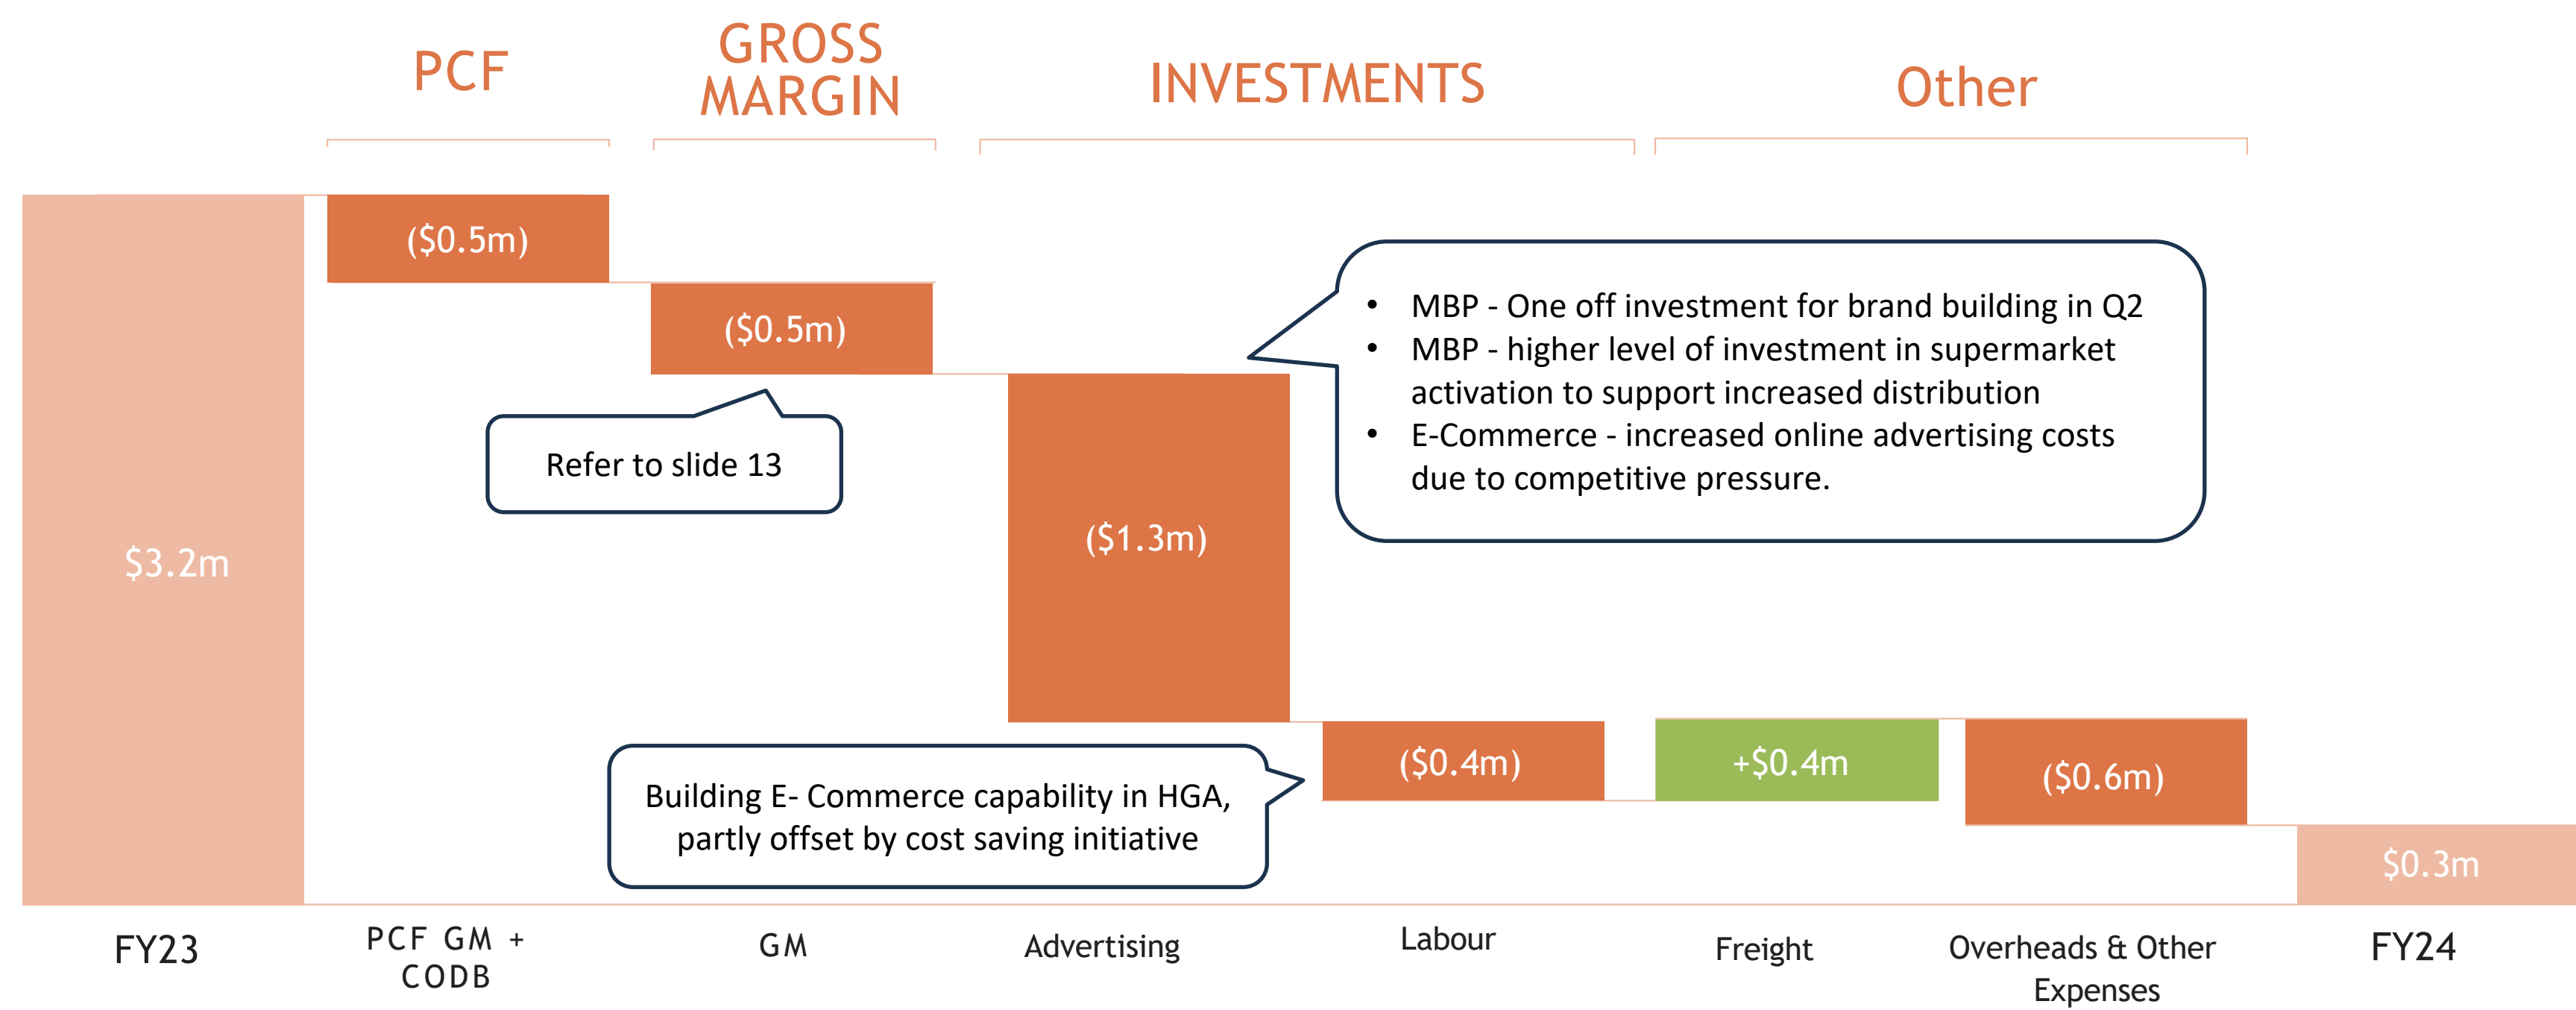 PCF
GROSS
MARGIN
INVESTMENTS
Other
($0.5m)
($0.5m)
• MBP - One off investment for brand building in Q2
• MBP - higher level of investment in supermarket
activation to support increased distribution
• E-Commerce - increased online advertising costs
due to competitive pressure.
Refer to slide 13
$3.2m
($1.3m)
Building E- Commerce capability in HGA,
partly offset by cost saving initiative
($0.4m)
+$0.4m
($0.6m)
$0.3m
FY23
PCF GM +
CODB
GM
Advertising
Labour
Freight
Overheads & Other
Expenses
FY24